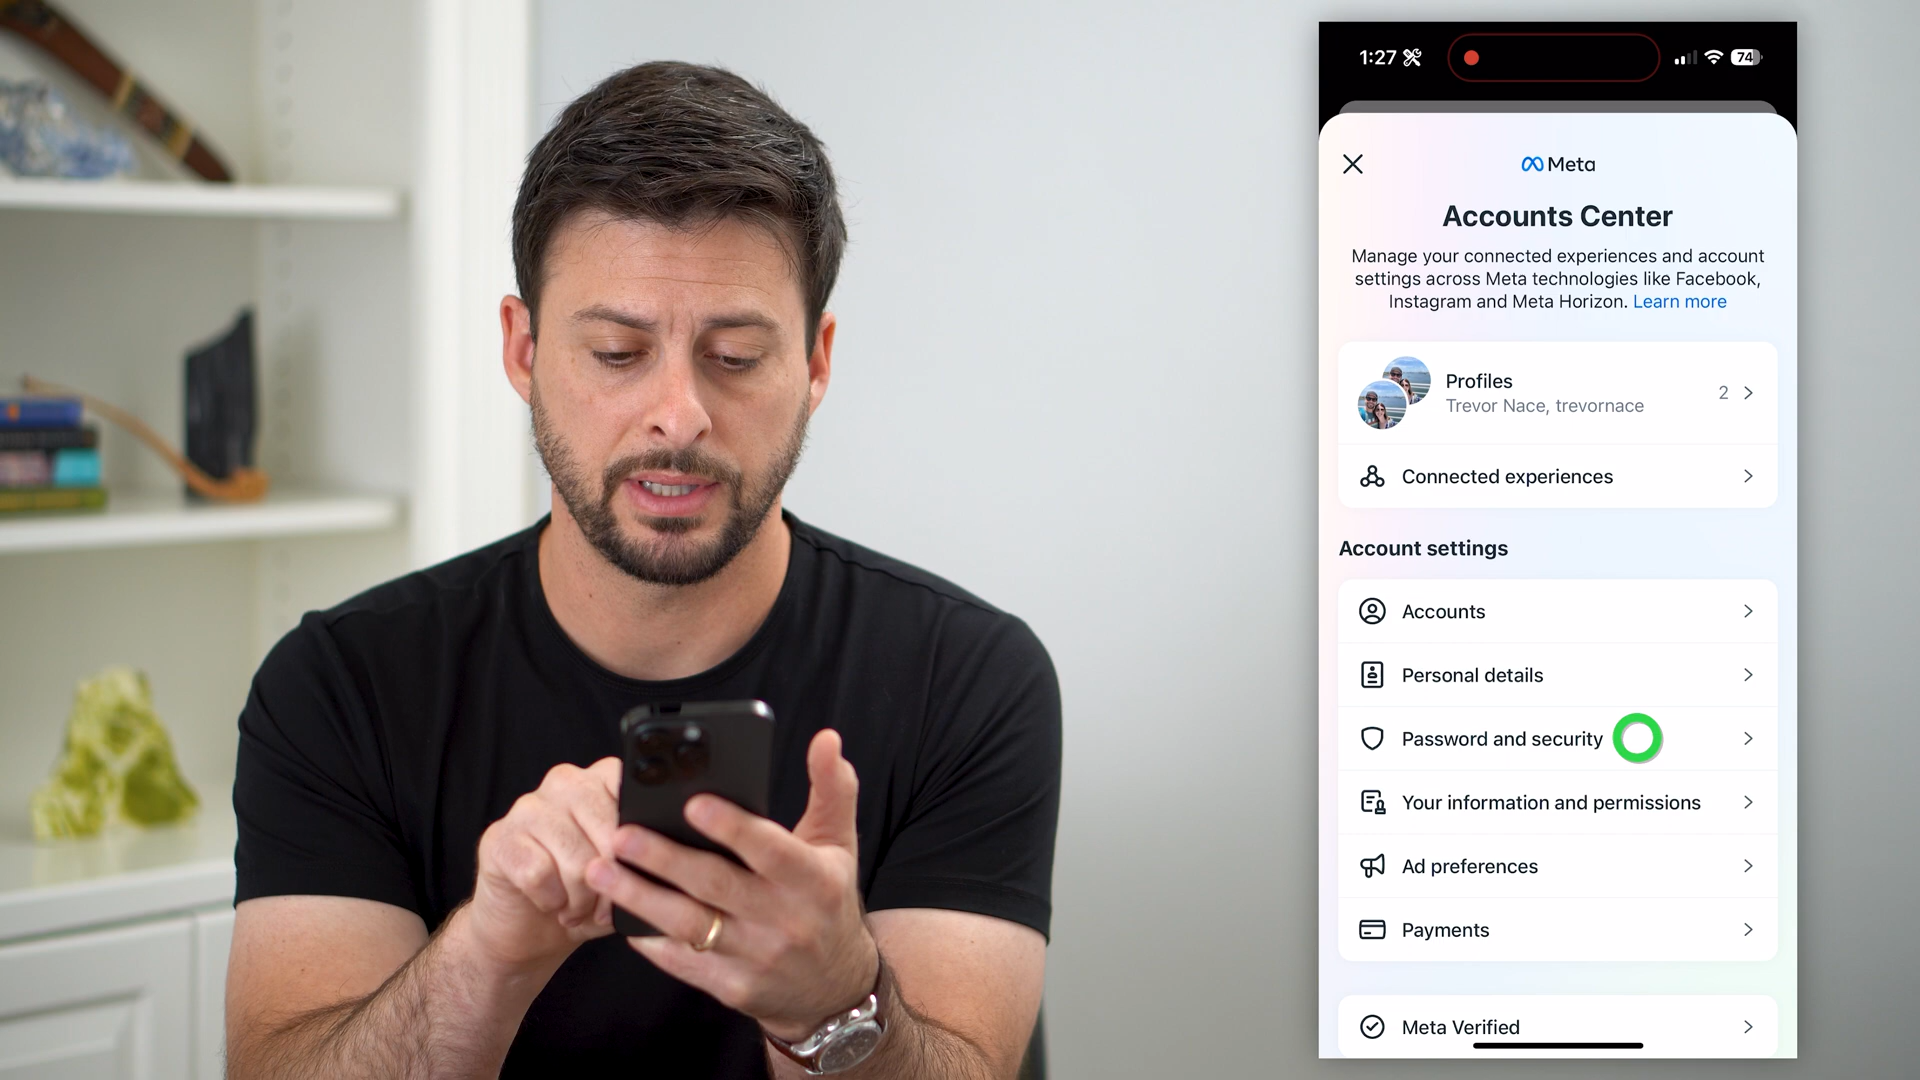 1:27
74
Meta
Accounts Center
Manage your connected experiences and account
settings across Meta technologies like Facebook,
Instagram and Meta Horizon. Learn more
Profiles
Trevor Nace, trevornace
2
Connected experiences
Account settings
Accounts
Personal details
Password and security
Your information and permissions
Ad preferences
Payments
Meta Verified